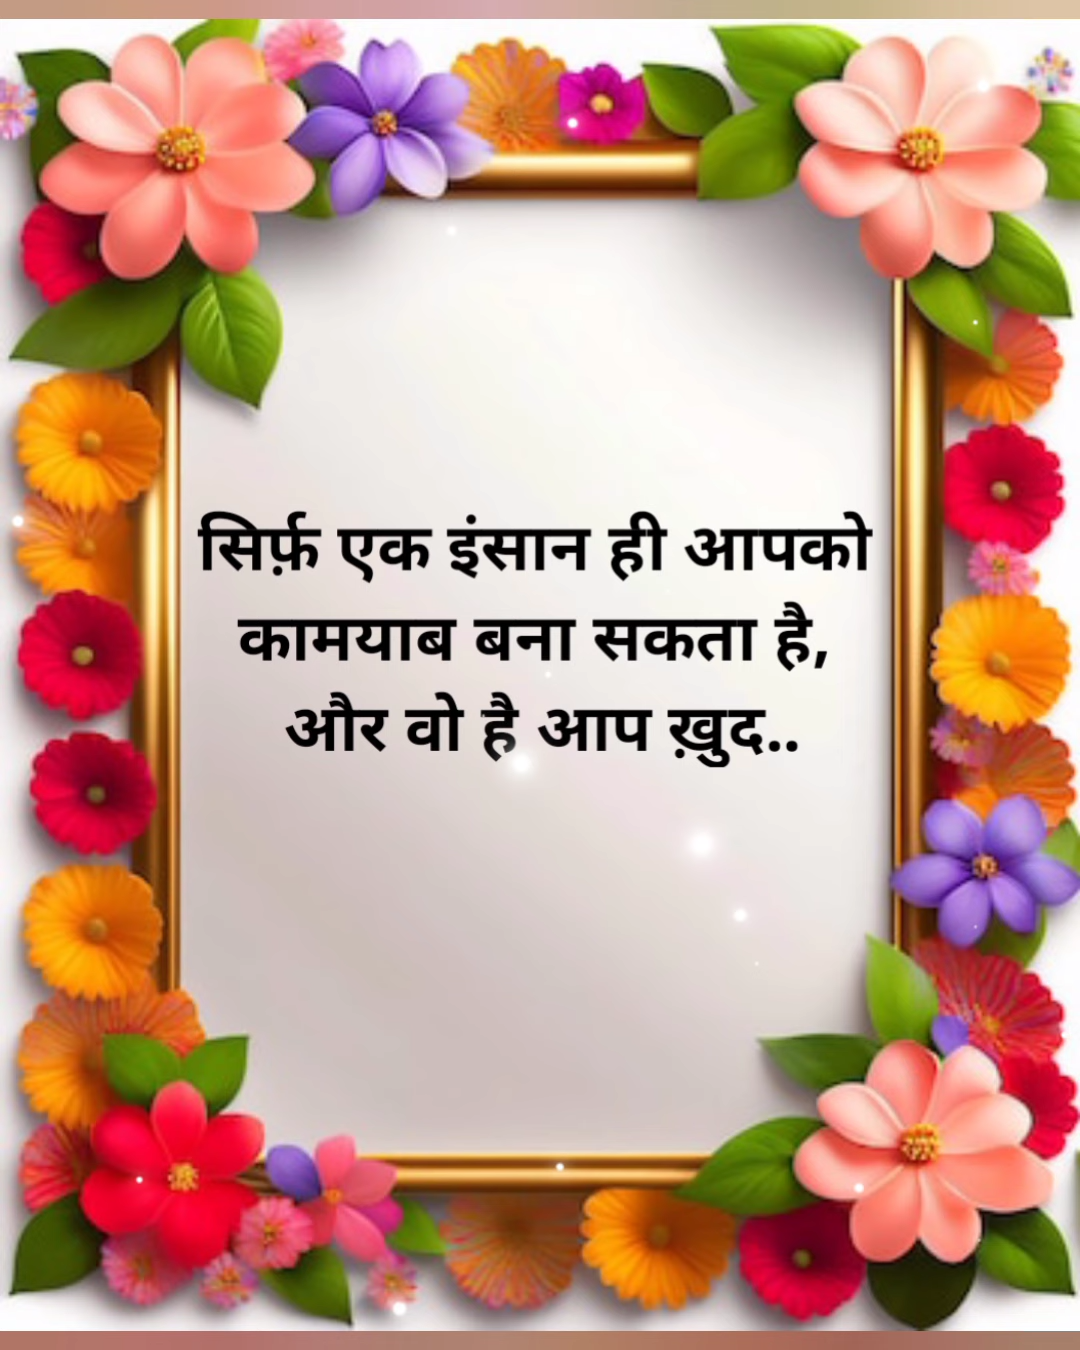 सिर्फ़ एक इंसान ही आपको
कामयाब बना सकता है,
और वो है आप ख़ुद..